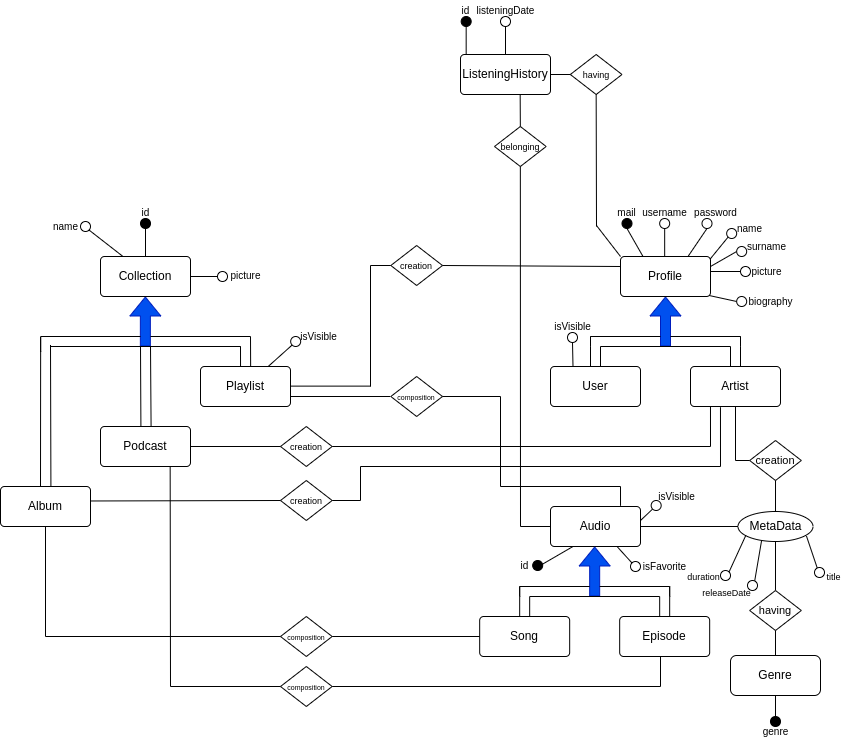 id listeningDate
ListeningHistory
having
belonging
id
name
mail username password
name
surname
creation
Collection
picture
Profile
picture
biography
isVisible
isVisible
Playlist
User
Artist
composition
Podcast
creation
creation
Album
creation
isVisible
Audio
MetaData
id
isFavorite
duration
title
releaseDate
having
composition
Song
Episode
composition
Genre
genre